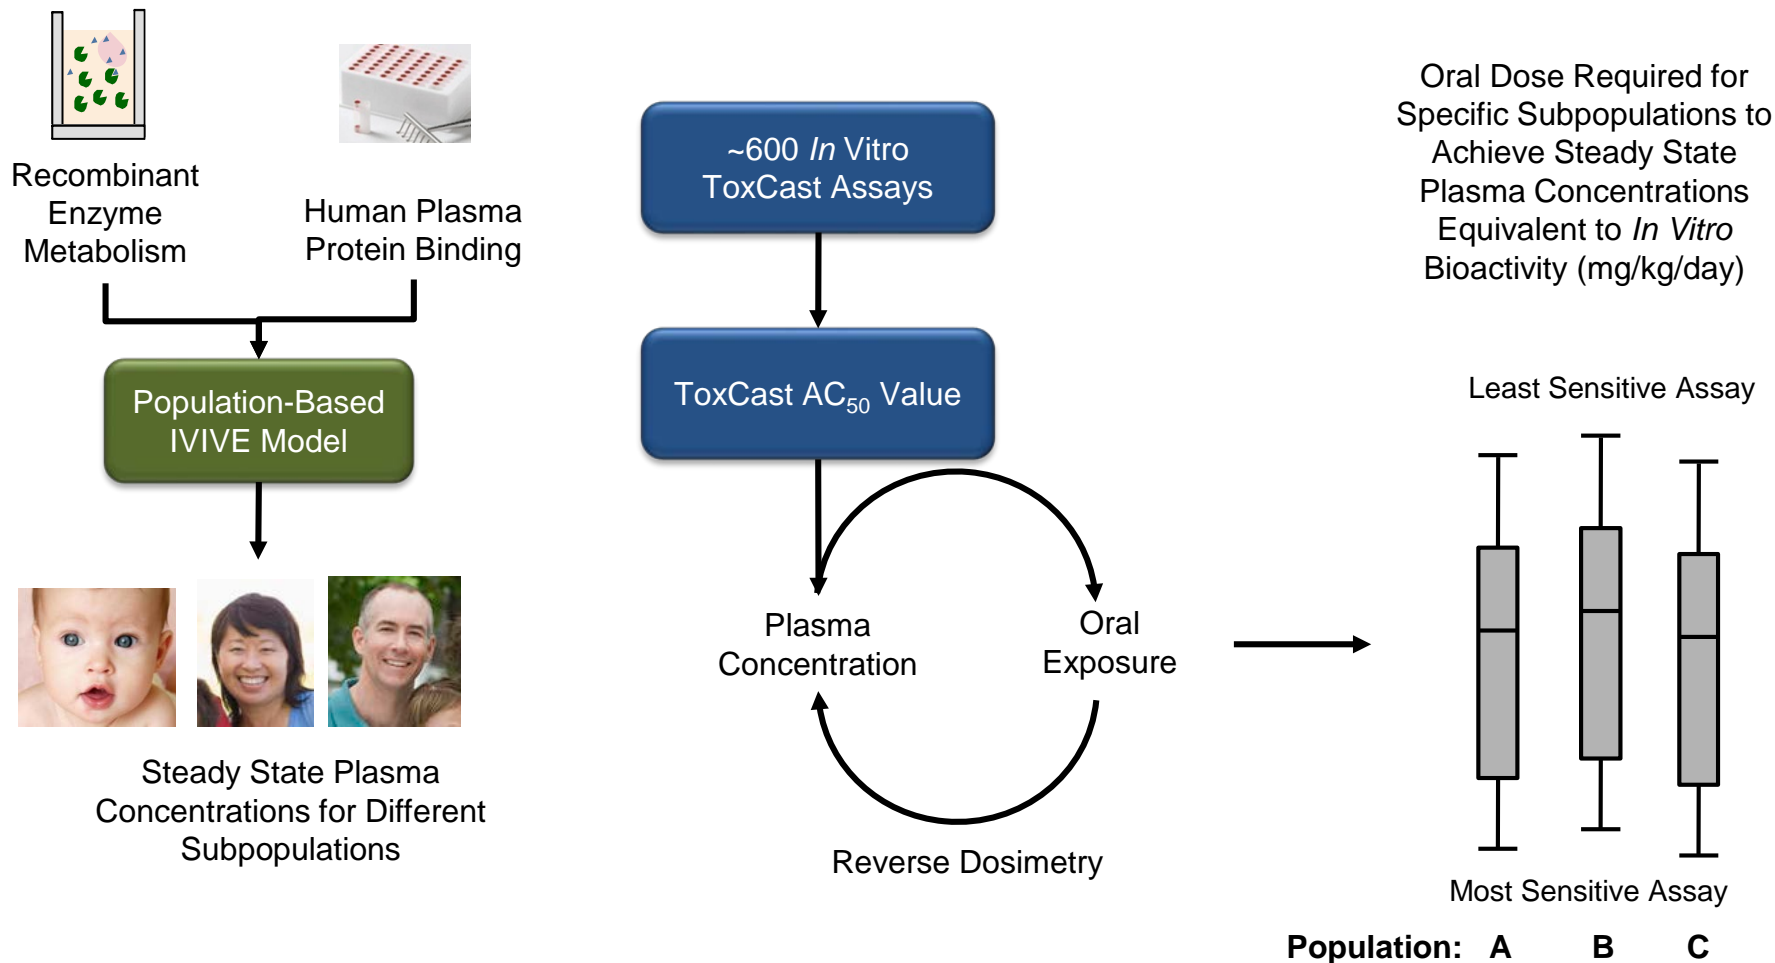 Recombinant
Enzyme
Metabolism
Human Plasma
Protein Binding
Population-Based
IVIVE Model
Steady State Plasma
Concentrations for Different
Subpopulations
~600 In Vitro
ToxCast Assays
ToxCast AC50 Value
Plasma
Concentration
Oral
Exposure
Reverse Dosimetry
Oral Dose Required for
Specific Subpopulations to
Achieve Steady State
Plasma Concentrations
Equivalent to In Vitro
Bioactivity (mg/kg/day)
Least Sensitive Assay
Most Sensitive Assay
Population: A B C